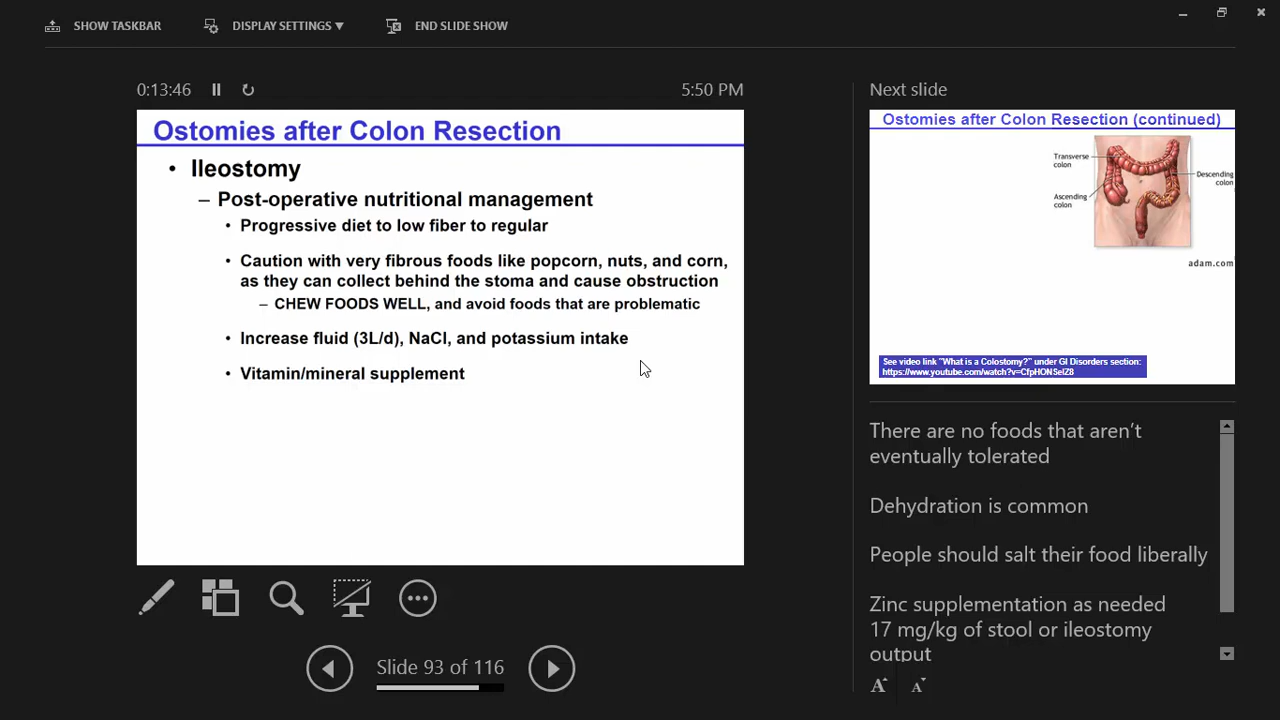 SHOW TASKBAR
DISPLAY SETTINGS ▼
END SLIDE SHOW
0:13:46
5:50 PM
Ostomies after Colon Resection
• Ileostomy
– Post-operative nutritional management
• Progressive diet to low fiber to regular
• Caution with very fibrous foods like popcorn, nuts, and corn,
as they can collect behind the stoma and cause obstruction
– CHEW FOODS WELL, and avoid foods that are problematic
• Increase fluid (3L/d), NaCl, and potassium intake
• Vitamin/mineral supplement
Slide 93 of 116
Next slide
Ostomies after Colon Resection (continued)
Transverse
colon
Descending
colon
Ascending
colon
adam.com
See video link "What is a Colostomy?" under GI Disorders section:
https://www.youtube.com/watch?v=CfpHONSelZ8
There are no foods that aren’t
eventually tolerated
Dehydration is common
People should salt their food liberally
Zinc supplementation as needed
17 mg/kg of stool or ileostomy
output
A A